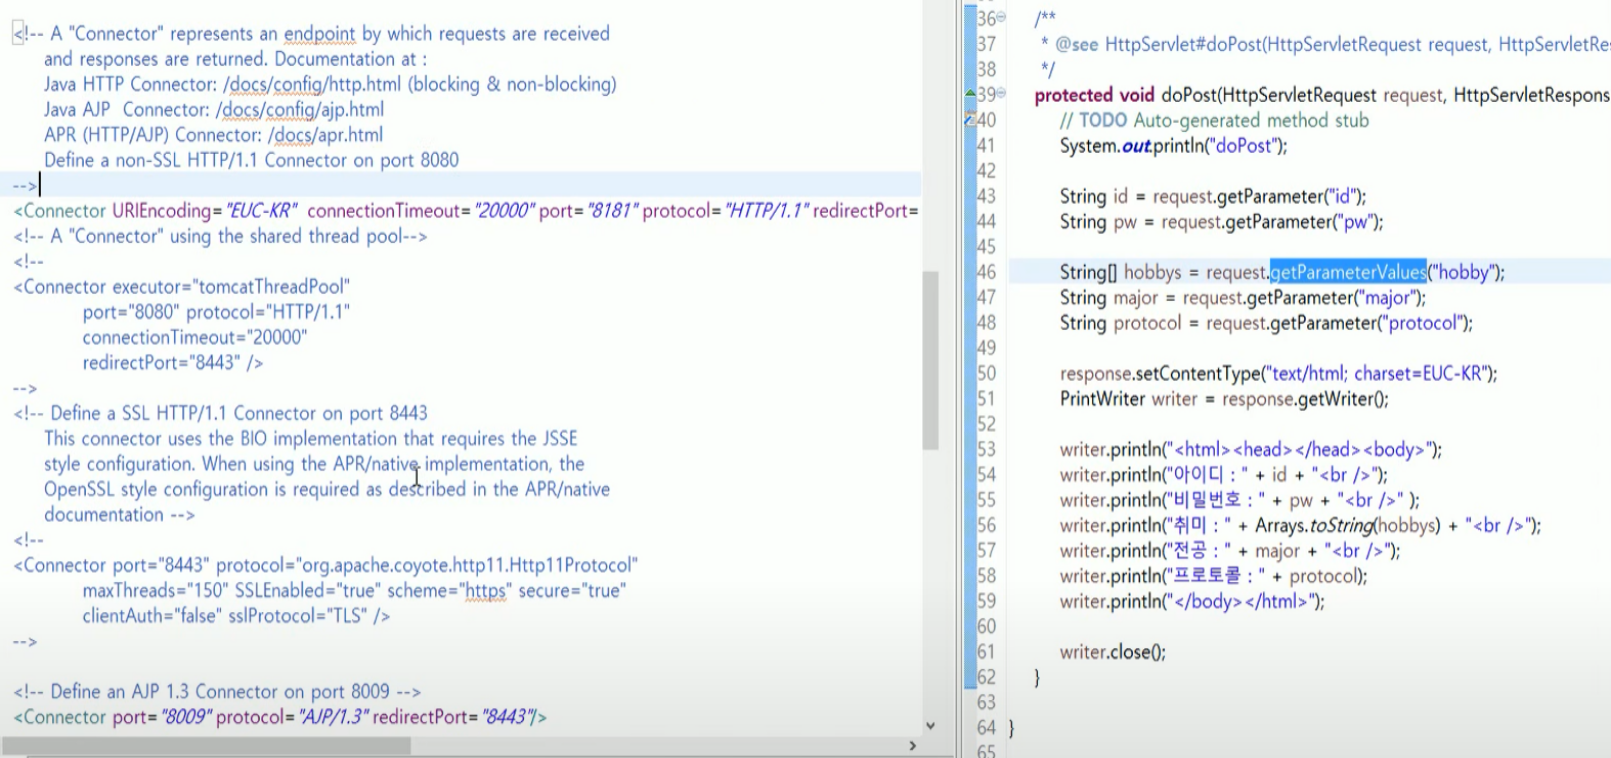 <!-- A "Connector" represents an endpoint by which requests are received
and responses are returned. Documentation at :
Java HTTP Connector: /docs/config/http.html (blocking & non-blocking)
Java AJP  Connector: /docs/config/ajp.html
APR (HTTP/AJP) Connector: /docs/apr.html
Define a non-SSL HTTP/1.1 Connector on port 8080
-->
<Connector URIEncoding="EUC-KR"  connectionTimeout="20000" port="8181" protocol="HTTP/1.1" redirectPort=
<!-- A "Connector" using the shared thread pool-->
<!--
<Connector executor="tomcatThreadPool"
port="8080" protocol="HTTP/1.1"
connectionTimeout="20000"
redirectPort="8443" />
-->
<!-- Define a SSL HTTP/1.1 Connector on port 8443
This connector uses the BIO implementation that requires the JSSE
style configuration. When using the APR/native implementation, the
OpenSSL style configuration is required as described in the APR/native
documentation -->
<!--
<Connector port="8443" protocol="org.apache.coyote.http11.Http11Protocol"
maxThreads="150" SSLEnabled="true" scheme="https" secure="true"
clientAuth="false" sslProtocol="TLS" />
-->
<!-- Define an AJP 1.3 Connector on port 8009 -->
<Connector port="8009" protocol="AJP/1.3" redirectPort="8443"/>
36 /**
37 * @see HttpServlet#doPost(HttpServletRequest request, HttpServletRe
38 */
39 protected void doPost(HttpServletRequest request, HttpServletRespons
40 // TODO Auto-generated method stub
41 System.out.println("doPost");
42
43 String id = request.getParameter("id");
44 String pw = request.getParameter("pw");
45
46 String[] hobbys = request.getParameterValues("hobby");
47 String major = request.getParameter("major");
48 String protocol = request.getParameter("protocol");
49
50 response.setContentType("text/html; charset=EUC-KR");
51 PrintWriter writer = response.getWriter();
52
53 writer.println("<html><head></head><body>");
54 writer.println("아이디 : " + id + "<br />");
55 writer.println("비밀번호 : " + pw + "<br />" );
56 writer.println("취미 : " + Arrays.toString(hobbys) + "<br />");
57 writer.println("전공 : " + major + "<br />");
58 writer.println("프로토콜 : " + protocol);
59 writer.println("</body></html>");
60
61 writer.close();
62 }
63
64 }
65